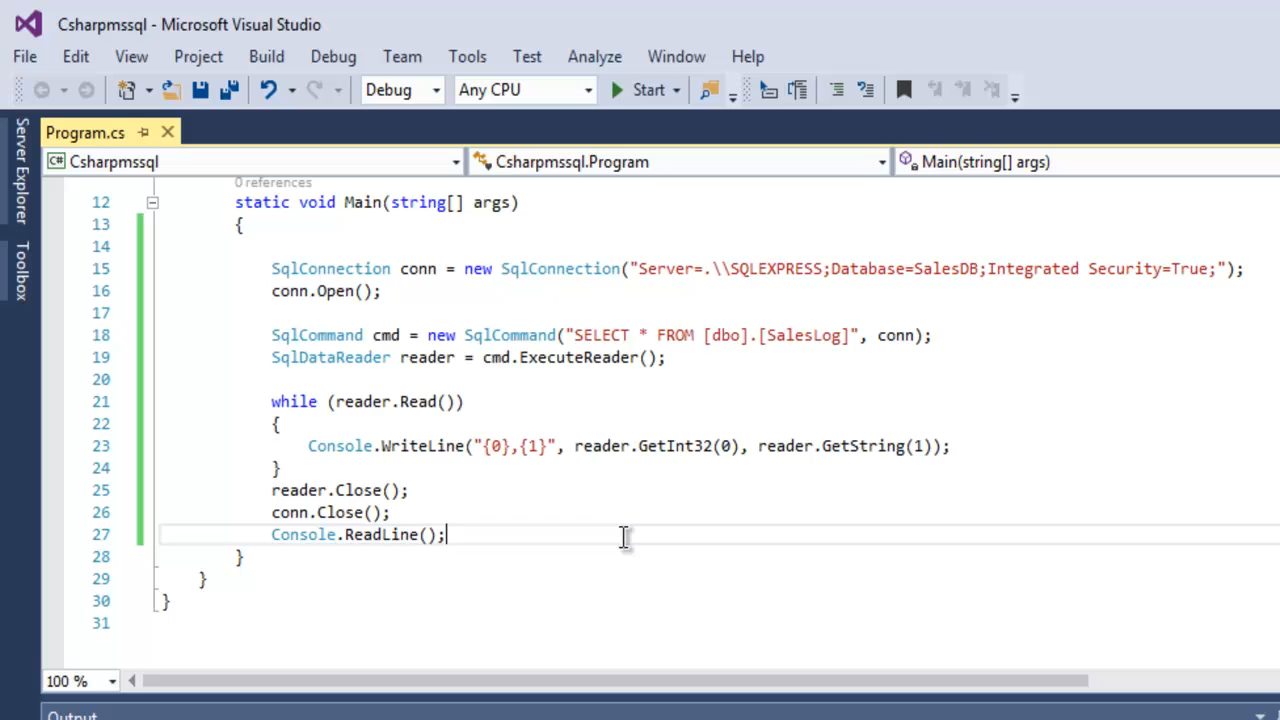 Csharpmssql - Microsoft Visual Studio
File Edit View Project Build Debug Team Tools Test Analyze Window Help
Debug Any CPU Start
Server Explorer
Toolbox
Program.cs
C# Csharpmssql Csharpmssql.Program Main(string[] args)
0 references
12 static void Main(string[] args)
13 {
14
15 SqlConnection conn = new SqlConnection("Server=.\\SQLEXPRESS;Database=SalesDB;Integrated Security=True;");
16 conn.Open();
17
18 SqlCommand cmd = new SqlCommand("SELECT * FROM [dbo].[SalesLog]", conn);
19 SqlDataReader reader = cmd.ExecuteReader();
20
21 while (reader.Read())
22 {
23 Console.WriteLine("{0},{1}", reader.GetInt32(0), reader.GetString(1));
24 }
25 reader.Close();
26 conn.Close();
27 Console.ReadLine();
28 }
29 }
30 }
31
100 %
Output